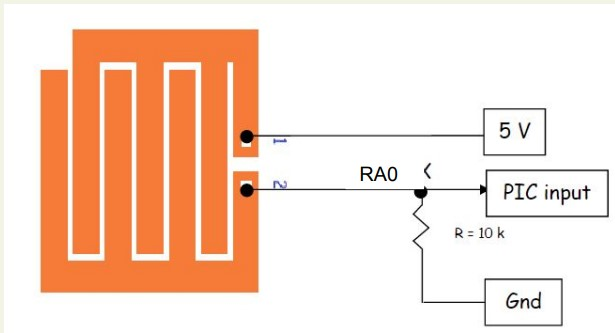 1
5 V
2
RA0
PIC input
R = 10 k
Gnd